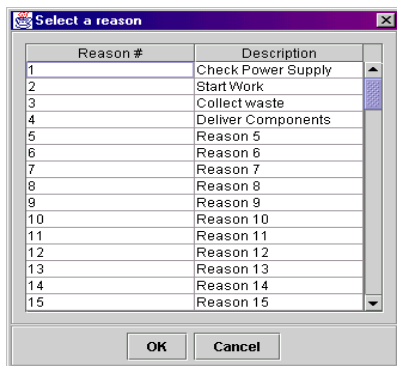 Select a reason
Reason # Description
1 Check Power Supply
2 Start Work
3 Collect waste
4 Deliver Components
5 Reason 5
6 Reason 6
7 Reason 7
8 Reason 8
9 Reason 9
10 Reason 10
11 Reason 11
12 Reason 12
13 Reason 13
14 Reason 14
15 Reason 15
OK Cancel